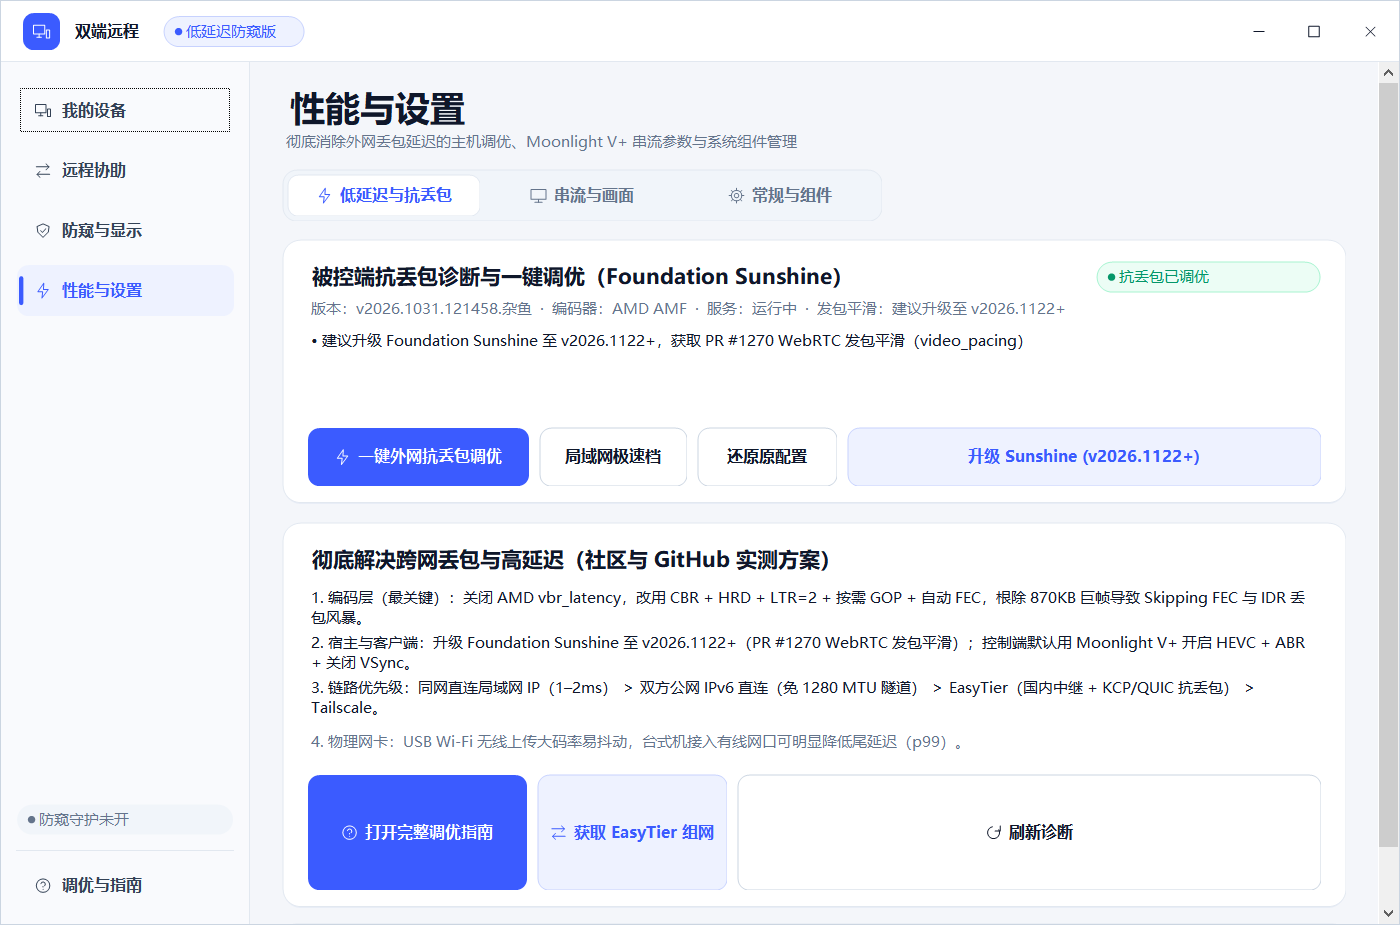 双端远程
低延迟防窥版
我的设备
远程协助
防窥与显示
性能与设置
防窥守护未开
调优与指南
性能与设置
彻底消除外网丢包延迟的主机调优、Moonlight V+ 串流参数与系统组件管理
低延迟与抗丢包
串流与画面
常规与组件
被控端抗丢包诊断与一键调优（Foundation Sunshine）
抗丢包已调优
版本：v2026.1031.121458.杂鱼 · 编码器：AMD AMF · 服务：运行中 · 发包平滑：建议升级至 v2026.1122+
• 建议升级 Foundation Sunshine 至 v2026.1122+，获取 PR #1270 WebRTC 发包平滑（video_pacing）
一键外网抗丢包调优
局域网极速档
还原原配置
升级 Sunshine (v2026.1122+)
彻底解决跨网丢包与高延迟（社区与 GitHub 实测方案）
1. 编码层（最关键）：关闭 AMD vbr_latency，改用 CBR + HRD + LTR=2 + 按需 GOP + 自动 FEC，根除 870KB 巨帧导致 Skipping FEC 与 IDR 丢
包风暴。
2. 宿主与客户端：升级 Foundation Sunshine 至 v2026.1122+（PR #1270 WebRTC 发包平滑）；控制端默认用 Moonlight V+ 开启 HEVC + ABR
+ 关闭 VSync。
3. 链路优先级：同网直连局域网 IP（1–2ms） > 双方公网 IPv6 直连（免 1280 MTU 隧道） > EasyTier（国内中继 + KCP/QUIC 抗丢包） >
Tailscale。
4. 物理网卡：USB Wi-Fi 无线上传大码率易抖动，台式机接入有线网口可明显降低尾延迟（p99）。
打开完整调优指南
获取 EasyTier 组网
刷新诊断